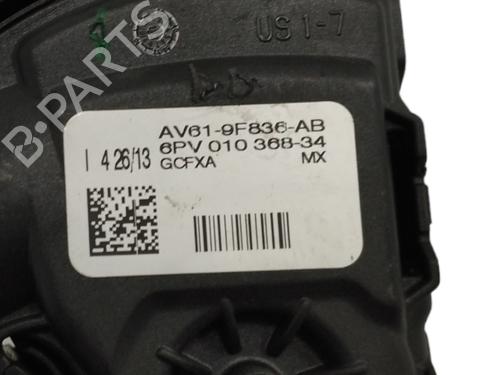 US 1-7
AV61-9F836-AB
6PV 010 368-34
I 4 26/13 GCFXA MX
B-PARTS